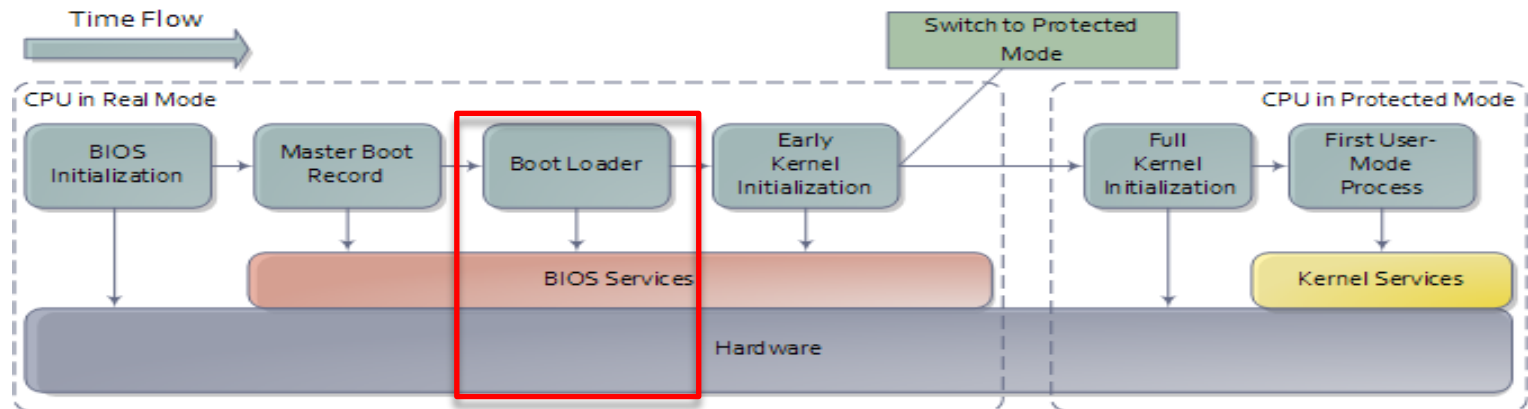 Time Flow
Switch to Protected
Mode
CPU in Real Mode
CPU in Protected Mode
BIOS
Initialization
Master Boot
Record
Boot Loader
Early
Kernel
Initialization
Full
Kernel
Initialization
First User-
Mode
Process
BIOS Services
Kernel Services
Hardware